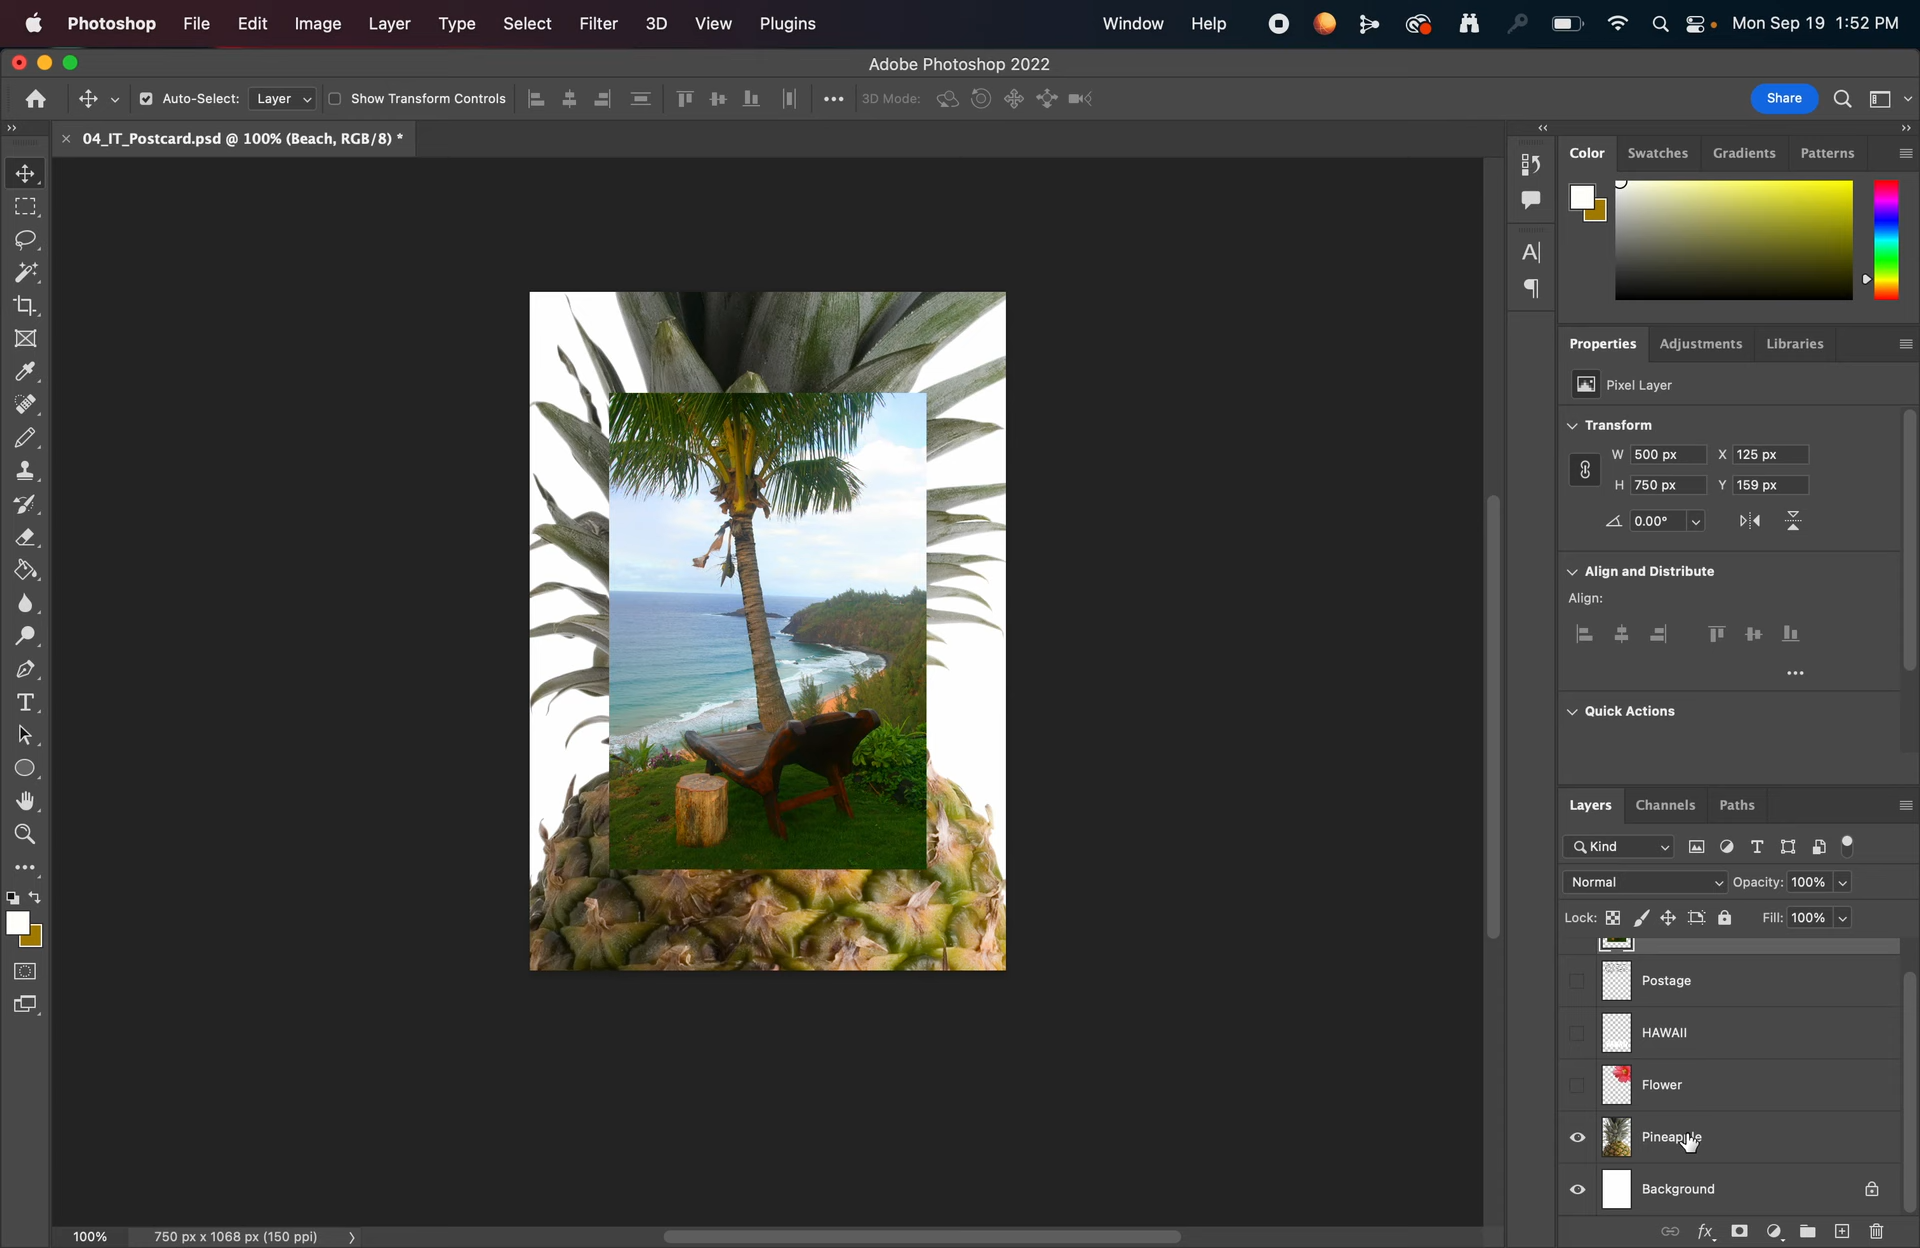 Photoshop File Edit Image Layer Type Select Filter 3D View Plugins Window Help Mon Sep 19 1:52 PM
Adobe Photoshop 2022
Auto-Select: Layer Show Transform Controls 3D Mode: Share
04_IT_Postcard.psd @ 100% (Beach, RGB/8) *
Color Swatches Gradients Patterns
Properties Adjustments Libraries
Pixel Layer
Transform
W 500 px X 125 px
H 750 px Y 159 px
0.00°
Align and Distribute
Align:
Quick Actions
Layers Channels Paths
Kind
Normal Opacity: 100%
Lock: Fill: 100%
Postage
HAWAII
Flower
Pineapple
Background
100% 750 px x 1068 px (150 ppi)